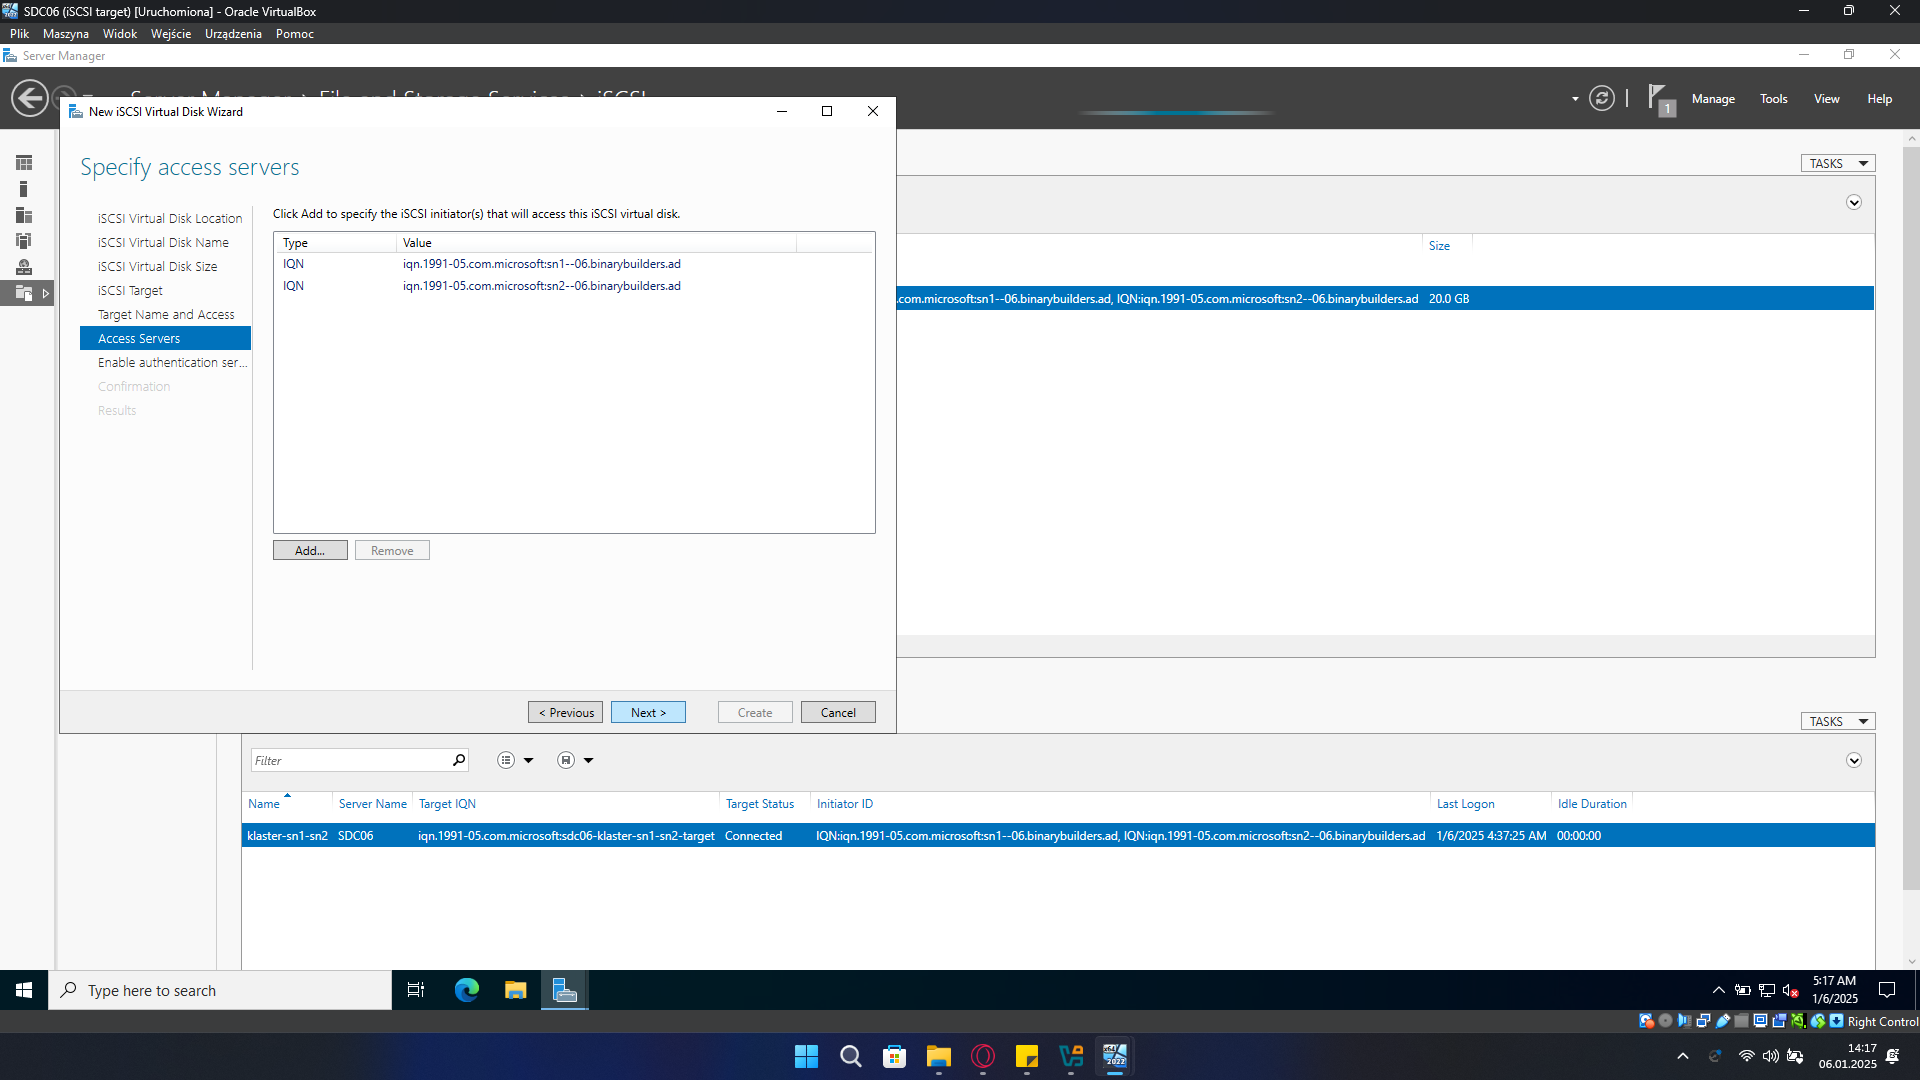 SDC06 (iSCSI target) [Uruchomiona] - Oracle VirtualBox
Plik Maszyna Widok Wejście Urządzenia Pomoc
Server Manager
1
Manage Tools View Help
New iSCSI Virtual Disk Wizard
TASKS
Specify access servers
iSCSI Virtual Disk Location
iSCSI Virtual Disk Name
iSCSI Virtual Disk Size
iSCSI Target
Target Name and Access
Access Servers
Enable authentication ser...
Confirmation
Results
Click Add to specify the iSCSI initiator(s) that will access this iSCSI virtual disk.
Type Value
IQN iqn.1991-05.com.microsoft:sn1--06.binarybuilders.ad
IQN iqn.1991-05.com.microsoft:sn2--06.binarybuilders.ad
Add... Remove
< Previous Next > Create Cancel
Size
.com.microsoft:sn1--06.binarybuilders.ad, IQN:iqn.1991-05.com.microsoft:sn2--06.binarybuilders.ad 20.0 GB
TASKS
Filter
Name Server Name Target IQN Target Status Initiator ID Last Logon Idle Duration
klaster-sn1-sn2 SDC06 iqn.1991-05.com.microsoft:sdc06-klaster-sn1-sn2-target Connected IQN:iqn.1991-05.com.microsoft:sn1--06.binarybuilders.ad, IQN:iqn.1991-05.com.microsoft:sn2--06.binarybuilders.ad 1/6/2025 4:37:25 AM 00:00:00
Type here to search
5:17 AM
1/6/2025
Right Control
14:17
06.01.2025